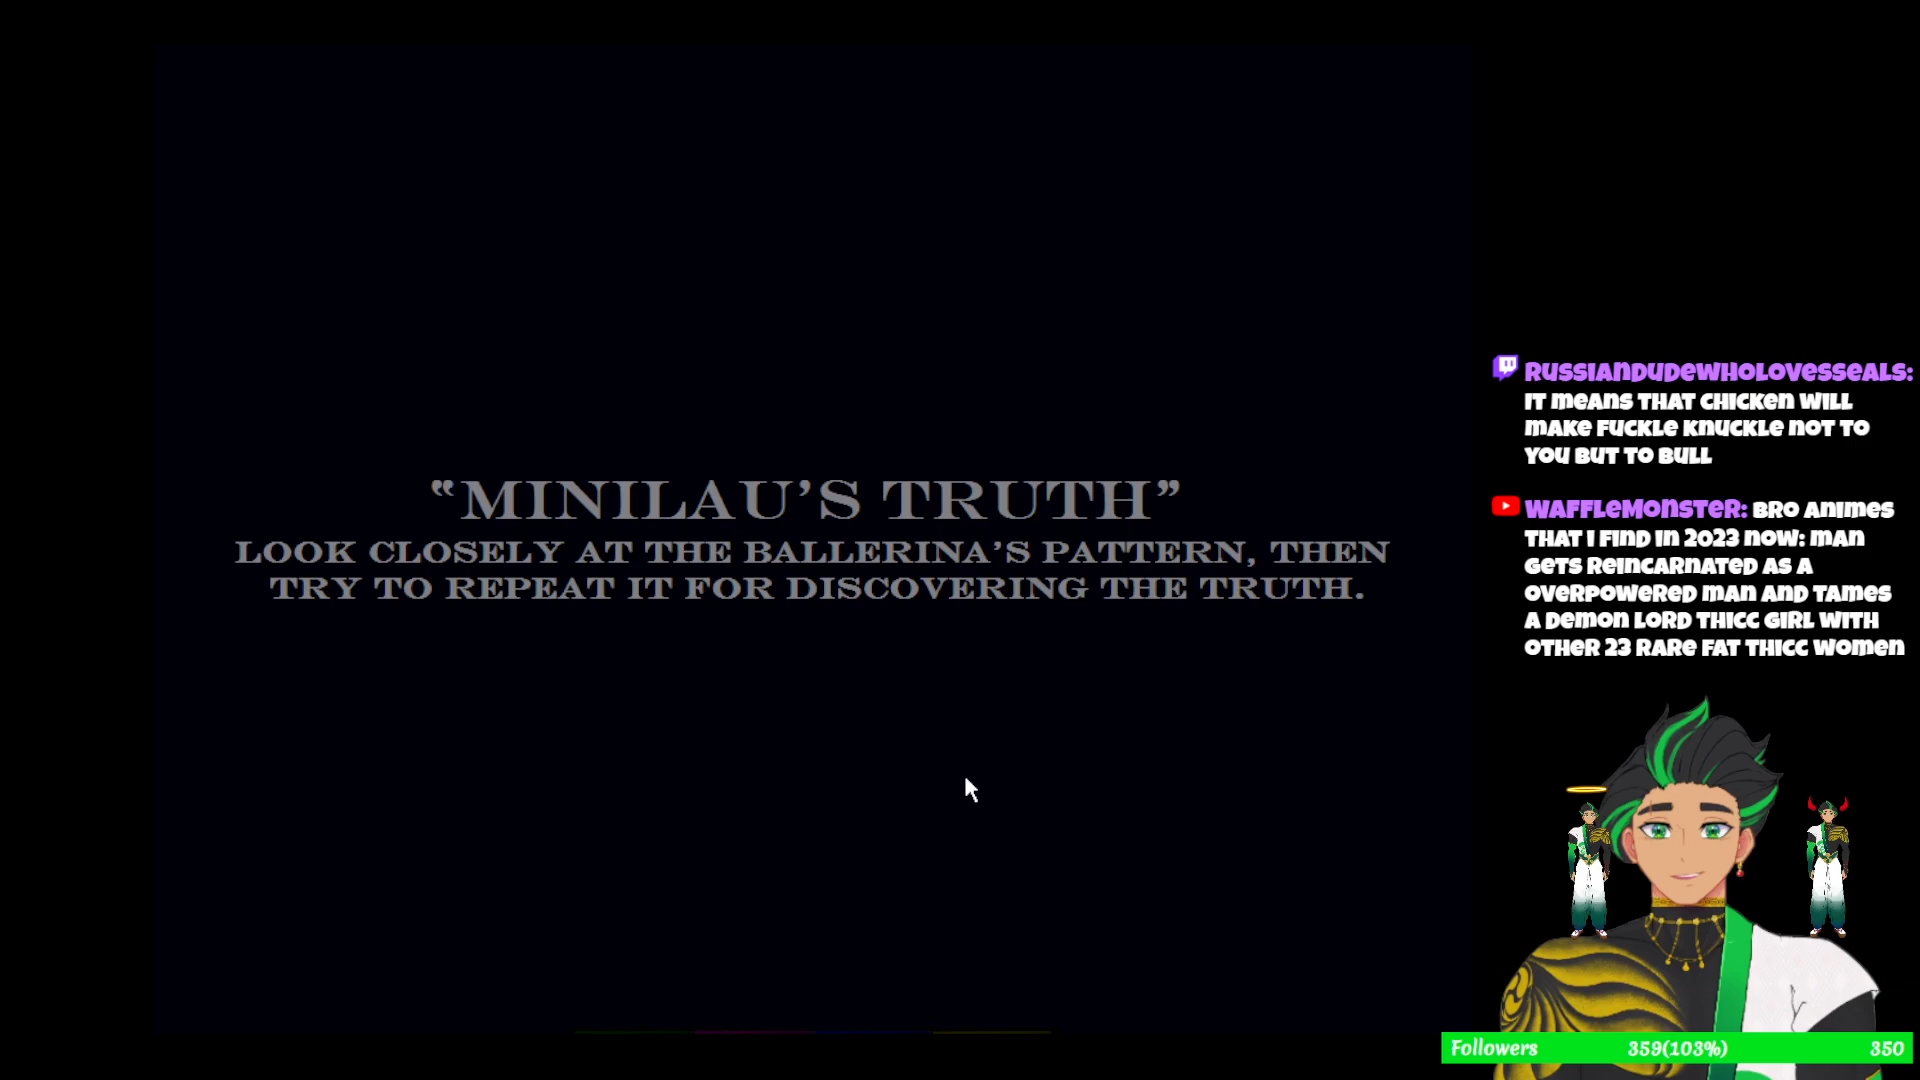 "MINILAU'S TRUTH"
LOOK CLOSELY AT THE BALLERINA'S PATTERN, THEN
TRY TO REPEAT IT FOR DISCOVERING THE TRUTH.
RUSSIANDUDEWHOLOVESSEALS:
IT MEANS THAT CHICKEN WILL
MAKE FUCKLE KNUCKLE NOT TO
YOU BUT TO BULL
WAFFLEMONSTER: BRO ANIMES
THAT I FIND IN 2023 NOW: MAN
GETS REINCARNATED AS A
OVERPOWERED MAN AND TAMES
A DEMON LORD THICC GIRL WITH
OTHER 23 RARE FAT THICC WOMEN
Followers 359(103%) 350